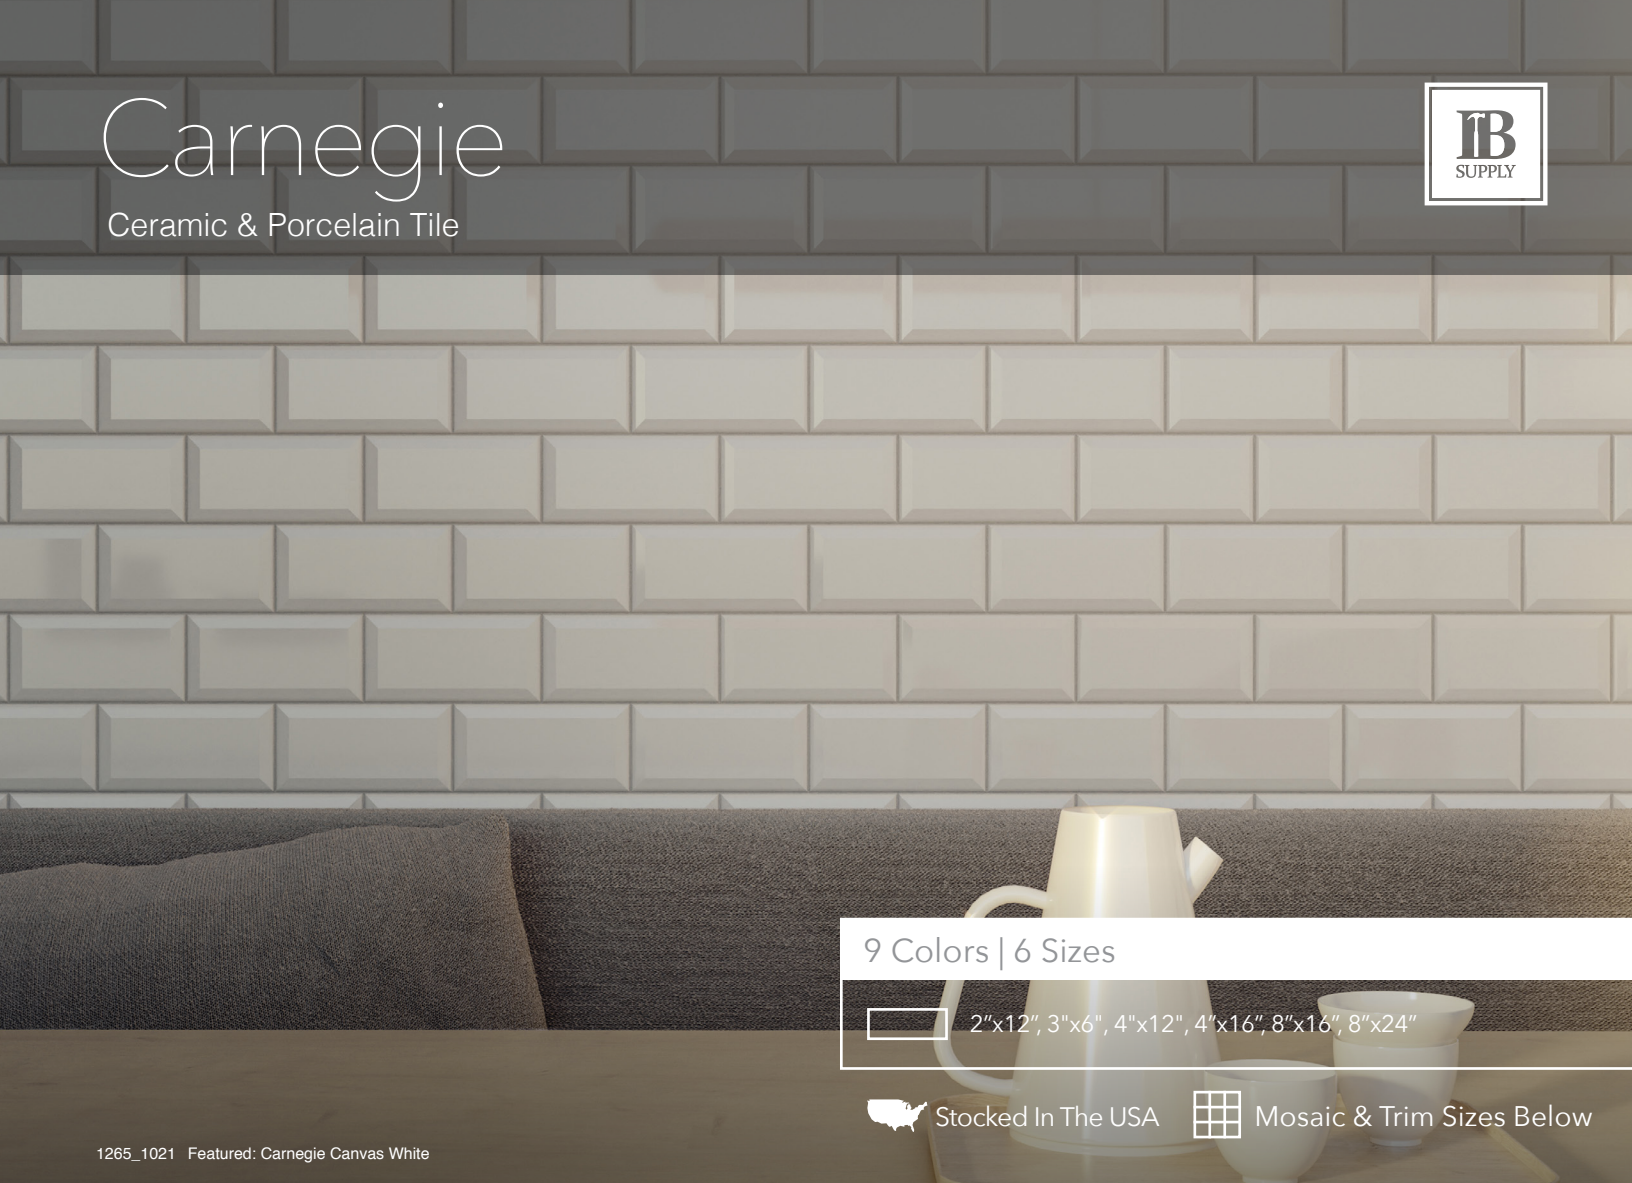 Carnegie
Ceramic & Porcelain Tile
IB
SUPPLY
9 Colors | 6 Sizes
2”x12”, 3"x6", 4"x12", 4”x16”, 8”x16”, 8”x24”
Stocked In The USA
Mosaic & Trim Sizes Below
1265_1021 Featured: Carnegie Canvas White